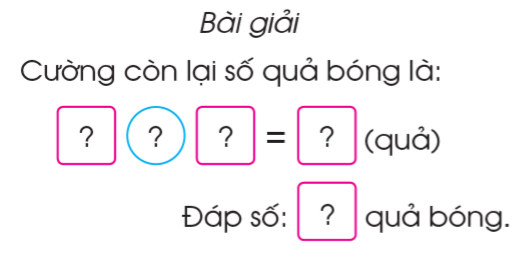 Bài giải
Cường còn lại số quả bóng là:
? ? ? = ? (quả)
Đáp số: ? quả bóng.